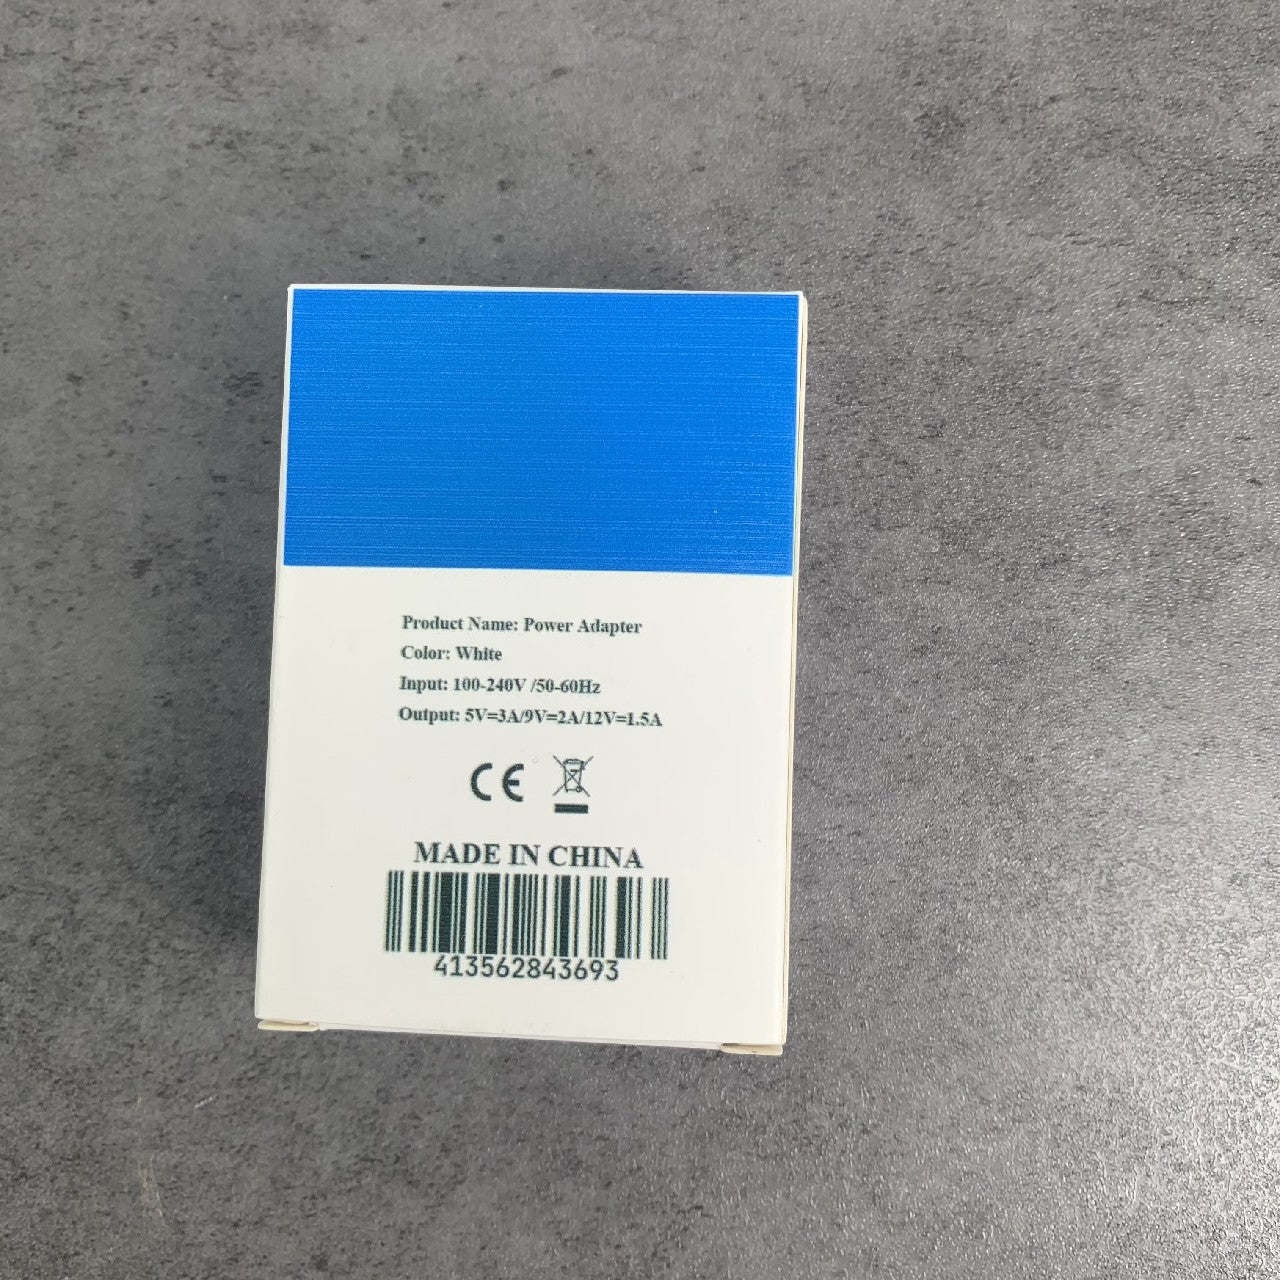 Product Name: Power Adapter
Color: White
Input: 100-240V /50-60Hz
Output: 5V=3A/9V=2A/12V=1.5A
CE
MADE IN CHINA
413562843693